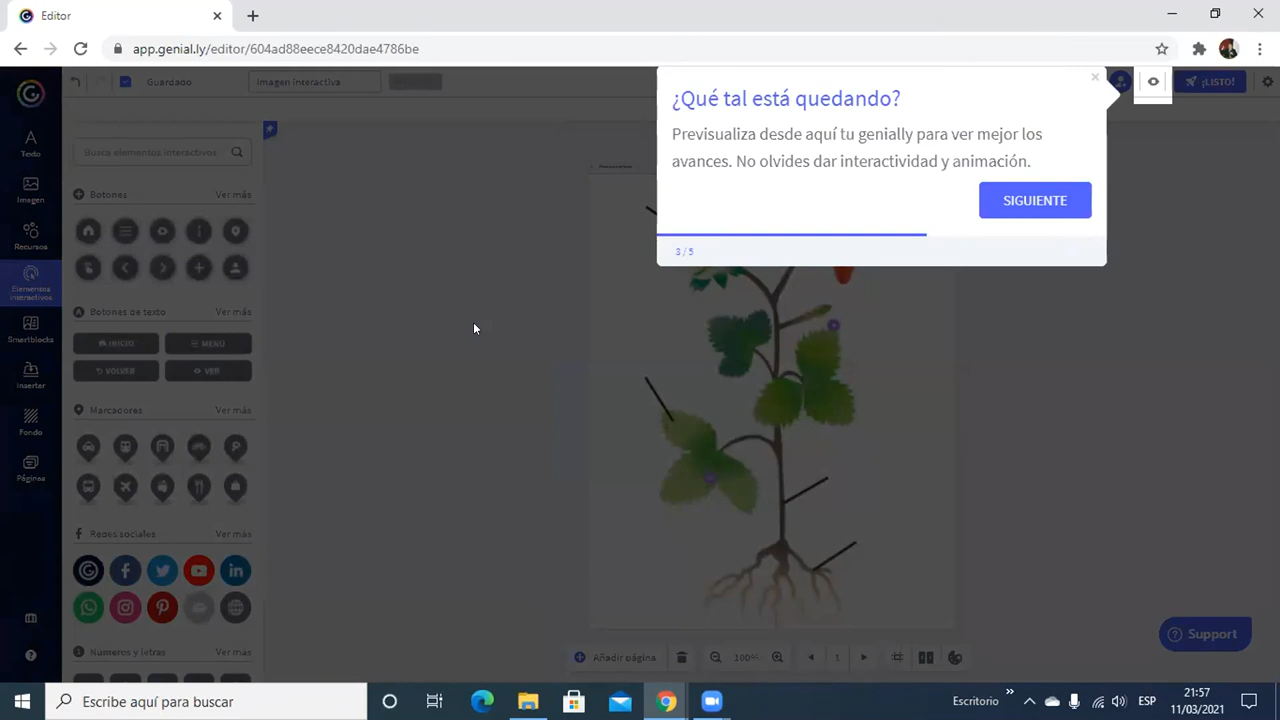 Editor
app.genial.ly/editor/604ad88eece8420dae4786be
Guardado
Imagen interactiva
¡LISTO!
¿Qué tal está quedando?
Previsualiza desde aquí tu genially para ver mejor los
avances. No olvides dar interactividad y animación.
SIGUIENTE
3 / 5
Texto
Imagen
Recursos
Elementos
interactivos
Smartblocks
Insertar
Fondo
Páginas
Busca elementos interactivos
Botones
Ver más
Botones de texto
Ver más
INICIO
MENÚ
VOLVER
VER
Marcadores
Ver más
Redes sociales
Ver más
Números y letras
Ver más
Añadir página
100%
1
Support
Escribe aquí para buscar
Escritorio
ESP
21:57
11/03/2021